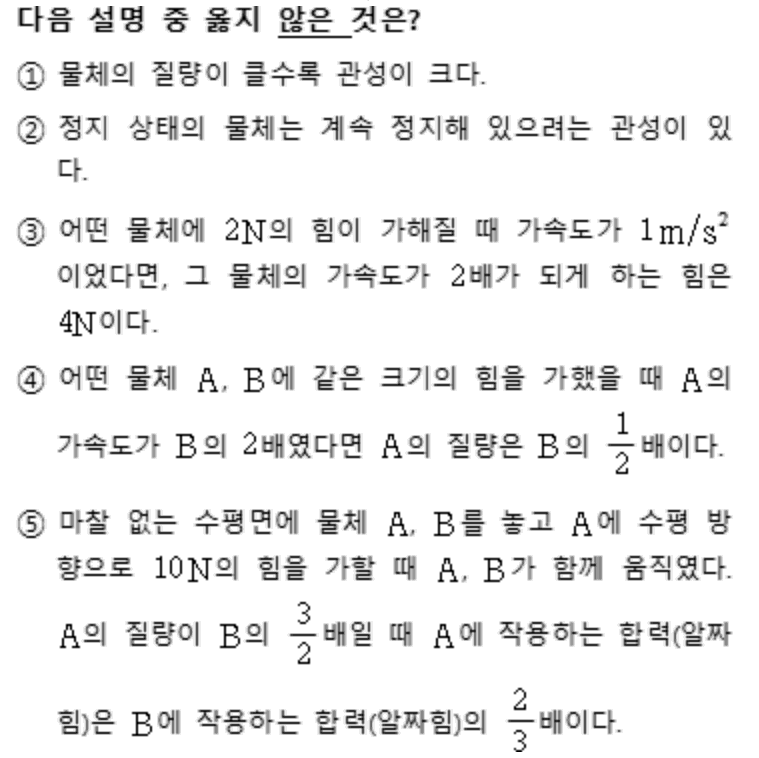 다음 설명 중 옳지 않은 것은?
① 물체의 질량이 클수록 관성이 크다.
② 정지 상태의 물체는 계속 정지해 있으려는 관성이 있
다.
③ 어떤 물체에 2N의 힘이 가해질 때 가속도가 1m/s²
이었다면, 그 물체의 가속도가 2배가 되게 하는 힘은
4N이다.
④ 어떤 물체 A, B에 같은 크기의 힘을 가했을 때 A의
가속도가 B의 2배였다면 A의 질량은 B의 1/2배이다.
⑤ 마찰 없는 수평면에 물체 A, B를 놓고 A에 수평 방
향으로 10N의 힘을 가할 때 A, B가 함께 움직였다.
A의 질량이 B의 3/2배일 때 A에 작용하는 합력(알짜
힘)은 B에 작용하는 합력(알짜힘)의 2/3배이다.